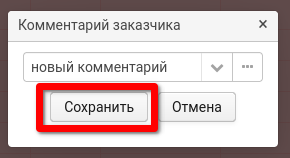 Комментарий заказчика ×
новый комментарий
Сохранить Отмена